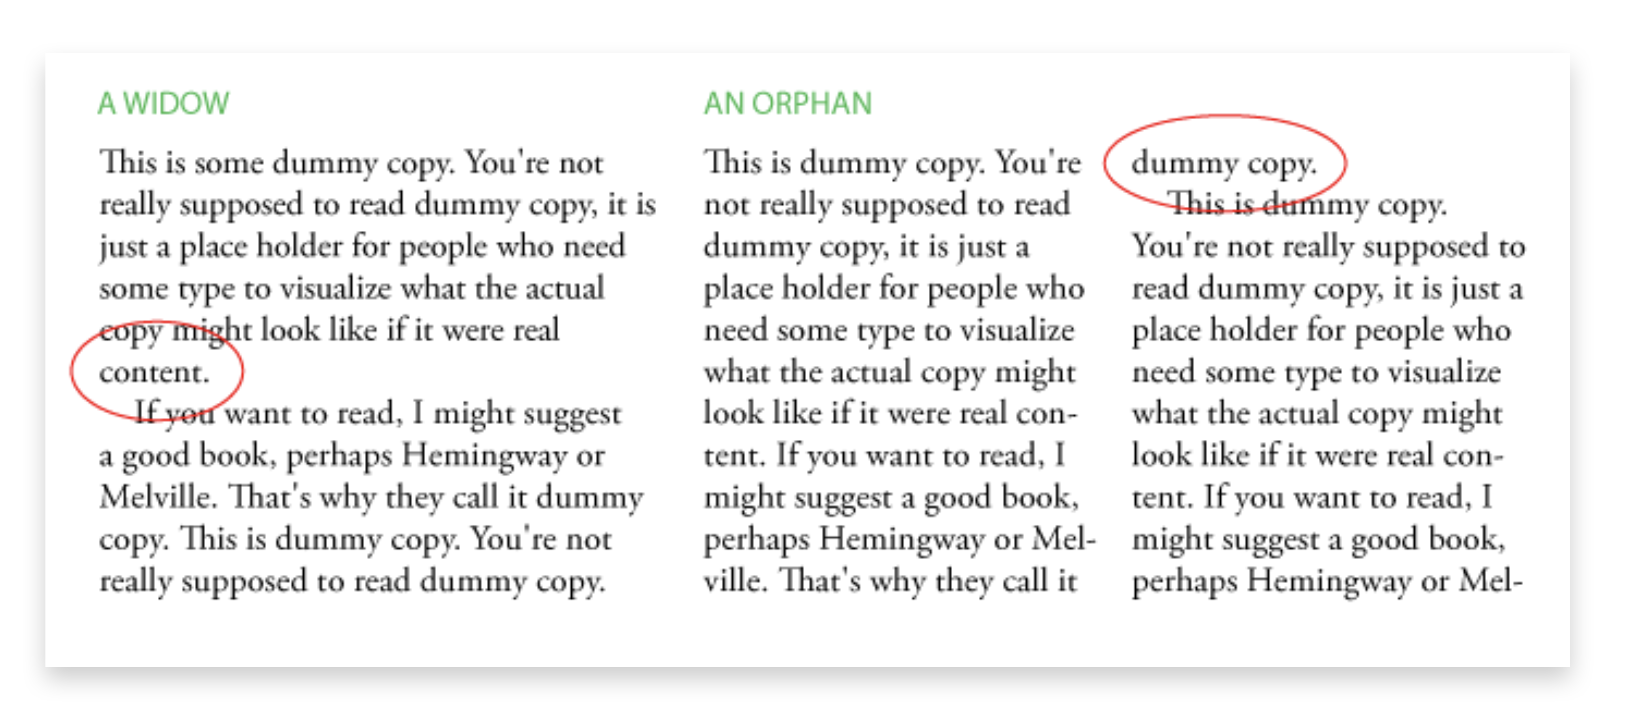 A WIDOW
This is some dummy copy. You're not
really supposed to read dummy copy, it is
just a place holder for people who need
some type to visualize what the actual
copy might look like if it were real
content.
If you want to read, I might suggest
a good book, perhaps Hemingway or
Melville. That's why they call it dummy
copy. This is dummy copy. You're not
really supposed to read dummy copy.
AN ORPHAN
This is dummy copy. You're
not really supposed to read
dummy copy, it is just a
place holder for people who
need some type to visualize
what the actual copy might
look like if it were real con-
tent. If you want to read, I
might suggest a good book,
perhaps Hemingway or Mel-
ville. That's why they call it
dummy copy.
This is dummy copy.
You're not really supposed to
read dummy copy, it is just a
place holder for people who
need some type to visualize
what the actual copy might
look like if it were real con-
tent. If you want to read, I
might suggest a good book,
perhaps Hemingway or Mel-